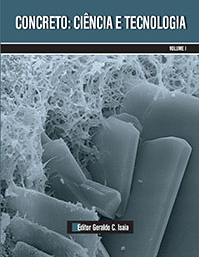 CONCRETO: CIÊNCIA E TECNOLOGIA
VOLUME I
Editor Geraldo C. Isaia